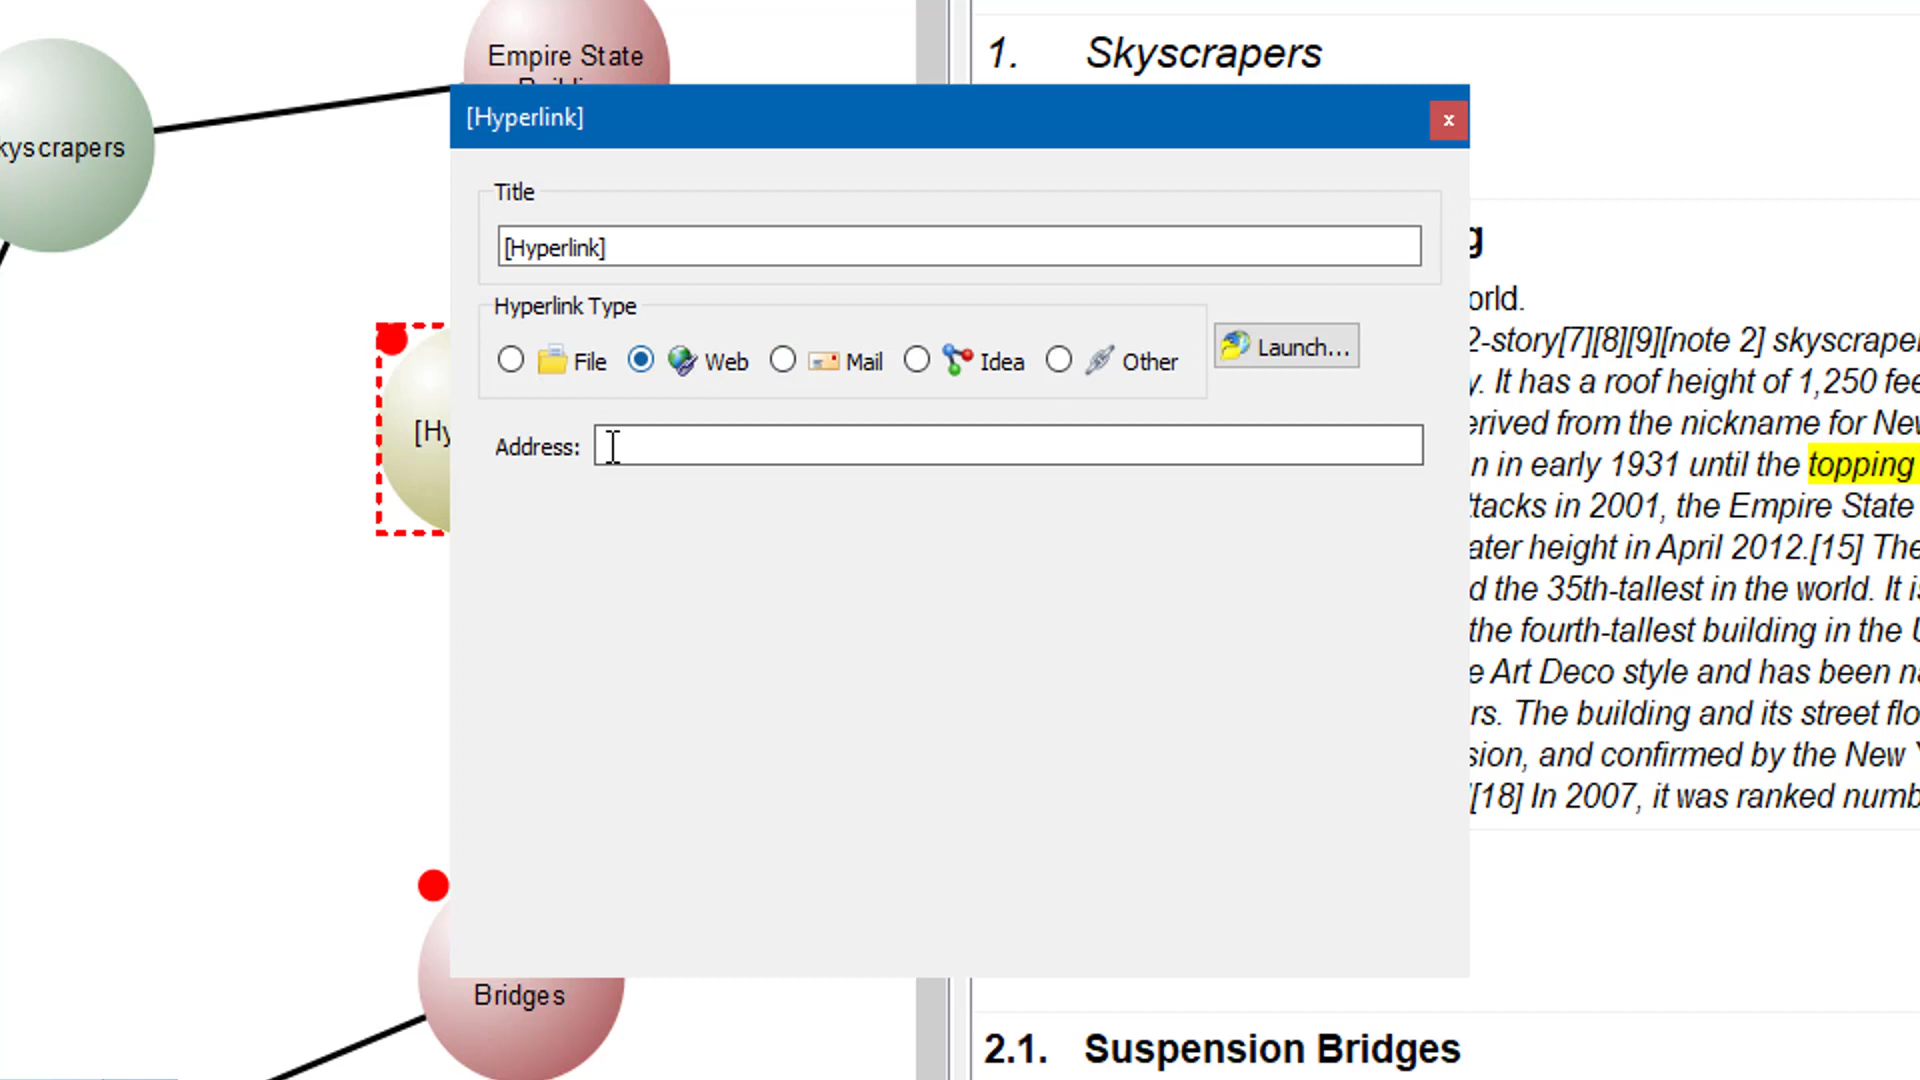 Empire State
kyscrapers
[Hy
Bridges
[Hyperlink]
x
Title
[Hyperlink]
Hyperlink Type
File
Web
Mail
Idea
Other
Launch...
Address:
1. Skyscrapers
g
orld.
2-story[7][8][9][note 2] skyscraper
y. It has a roof height of 1,250 fee
erived from the nickname for New
n in early 1931 until the topping
ttacks in 2001, the Empire State
ater height in April 2012.[15] The
d the 35th-tallest in the world. It is
the fourth-tallest building in the U
e Art Deco style and has been na
rs. The building and its street flo
sion, and confirmed by the New Y
[18] In 2007, it was ranked numb
2.1. Suspension Bridges